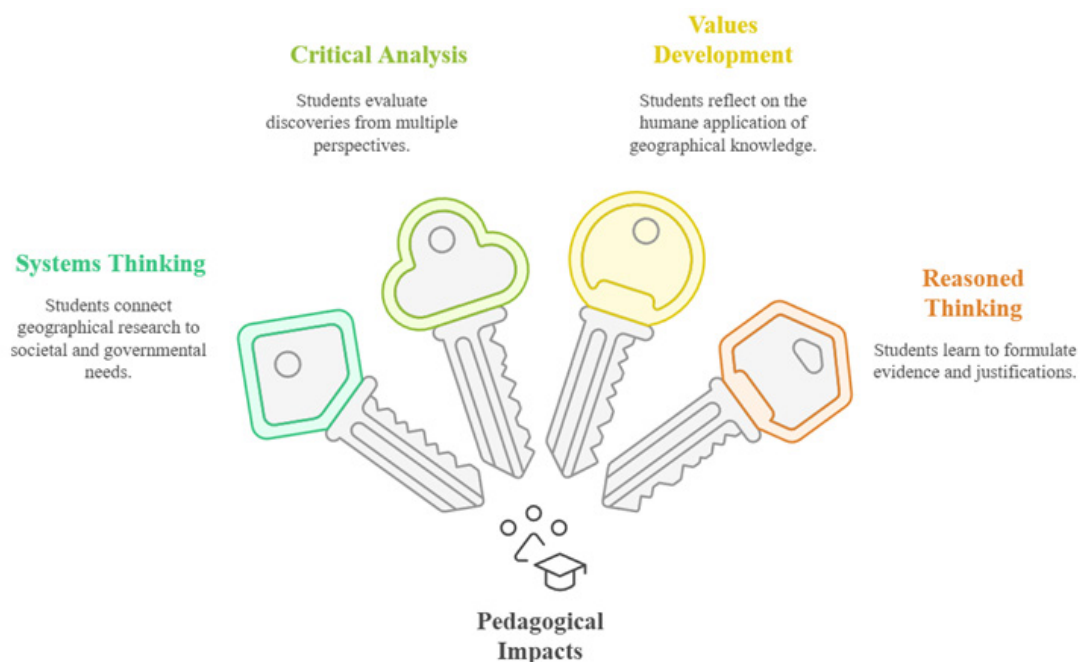 Values
Development
Critical Analysis
Students evaluate
discoveries from multiple
perspectives.
Students reflect on the
humane application of
geographical knowledge.
Systems Thinking
Students connect
geographical research to
societal and governmental
needs.
Reasoned
Thinking
Students learn to formulate
evidence and justifications.
Pedagogical
Impacts